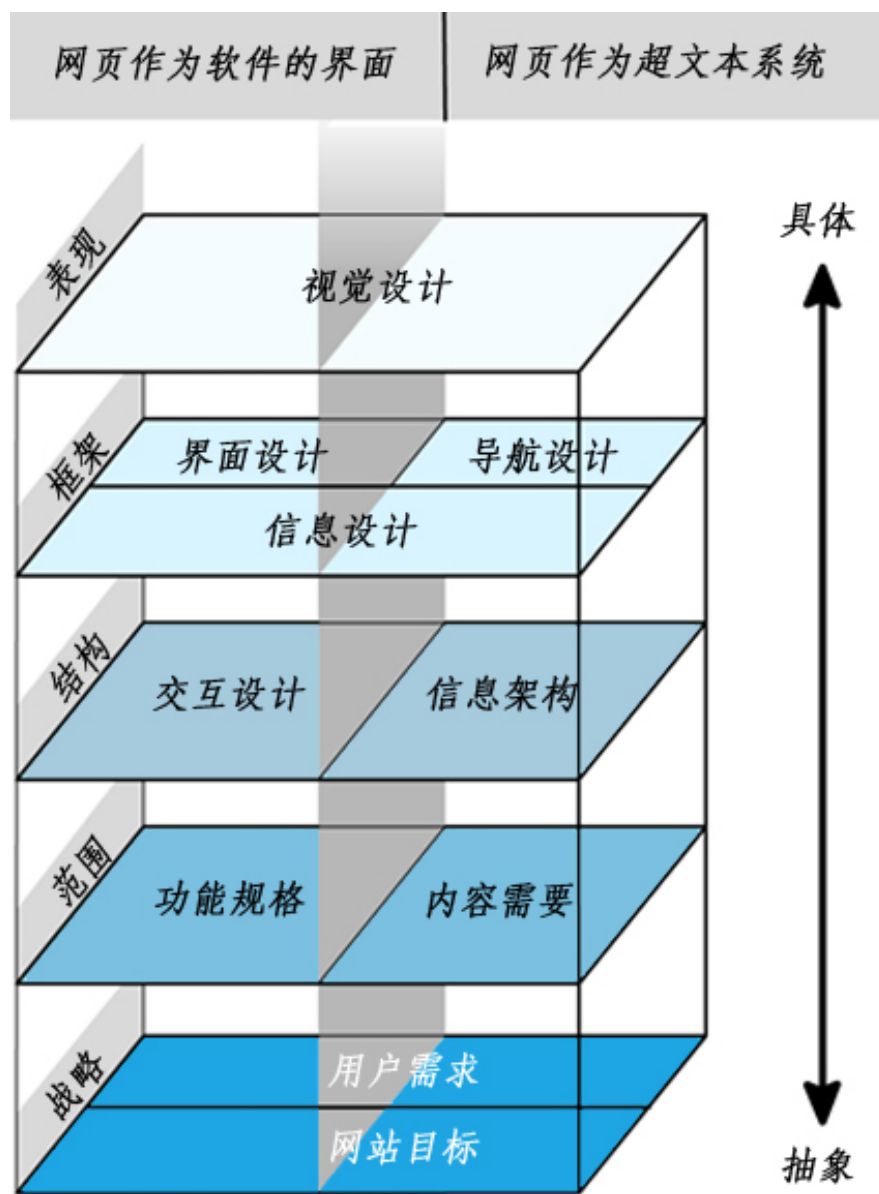 网页作为软件的界面
网页作为超文本系统
具体
表现
视觉设计
框架
界面设计
导航设计
信息设计
结构
交互设计
信息架构
范围
功能规格
内容需要
战略
用户需求
网站目标
抽象